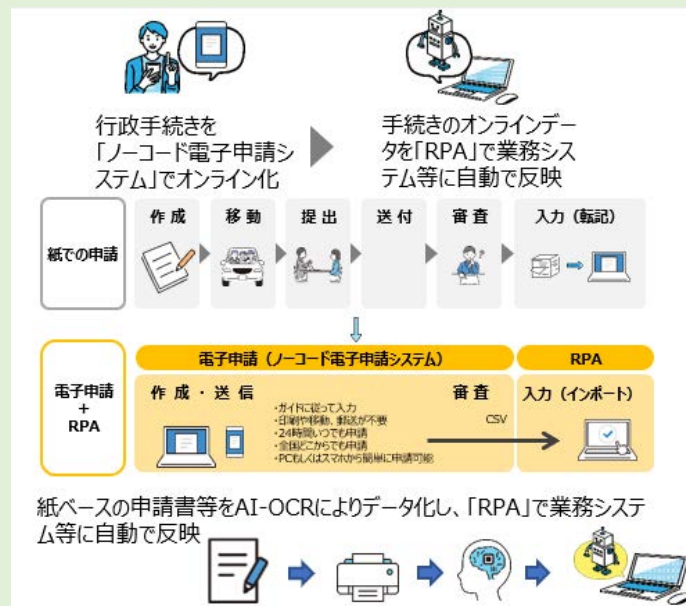 行政手続きを
「ノーコード電子申請シ
ステム」でオンライン化
手続きのオンラインデー
タを「RPA」で業務シス
テム等に自動で反映
紙での申請
作成
移動
提出
送付
審査
入力（転記）
電子申請
+
RPA
電子申請（ノーコード電子申請システム）
RPA
作成・送信
審査
入力（インポート）
・ガイドに従って入力
・印刷や移動、郵送が不要
・24時間いつでも申請
・全国どこからでも申請
・PCもしくはスマホから簡単に申請可能
CSV
紙ベースの申請書等をAI-OCRによりデータ化し、「RPA」で業務システ
ム等に自動で反映